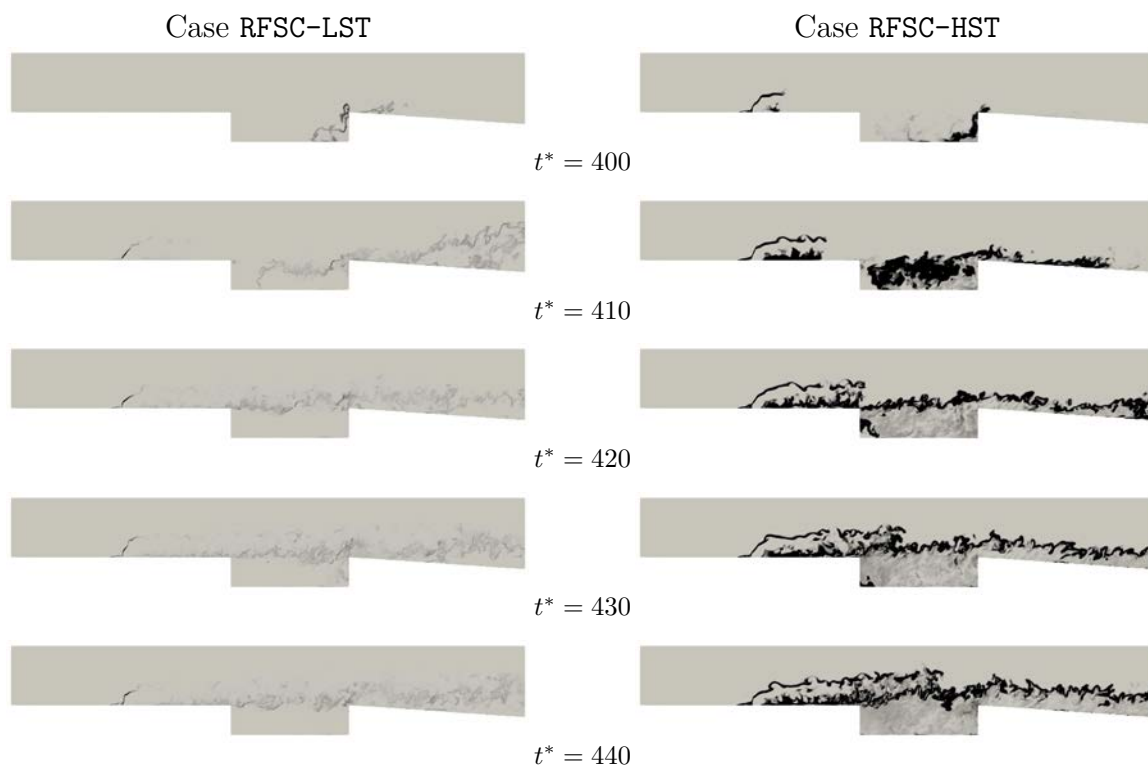 Case RFSC-LST
Case RFSC-HST
t* = 400
t* = 410
t* = 420
t* = 430
t* = 440